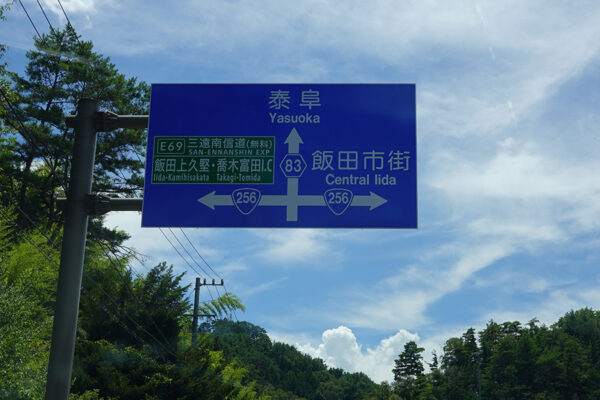 泰阜
Yasuoka
E69 三遠南信道(無料)
SAN-ENNANSHIN EXP
飯田上久堅・喬木富田I.C
Iida-Kamihisakata Takagi-Tomida
83
飯田市街
Central Iida
256
256